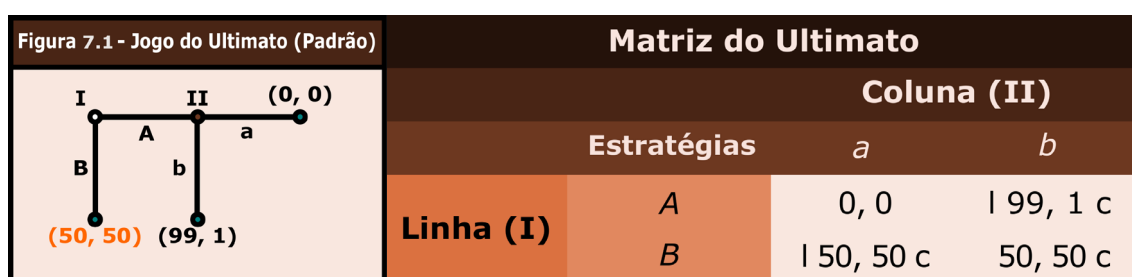 Figura 7.1 - Jogo do Ultimato (Padrão)
I II (0, 0)
A a
B b
(50, 50) (99, 1)
Matriz do Ultimato
Coluna (II)
Estratégias a b
Linha (I)
A 0, 0 l 99, 1 c
B l 50, 50 c 50, 50 c